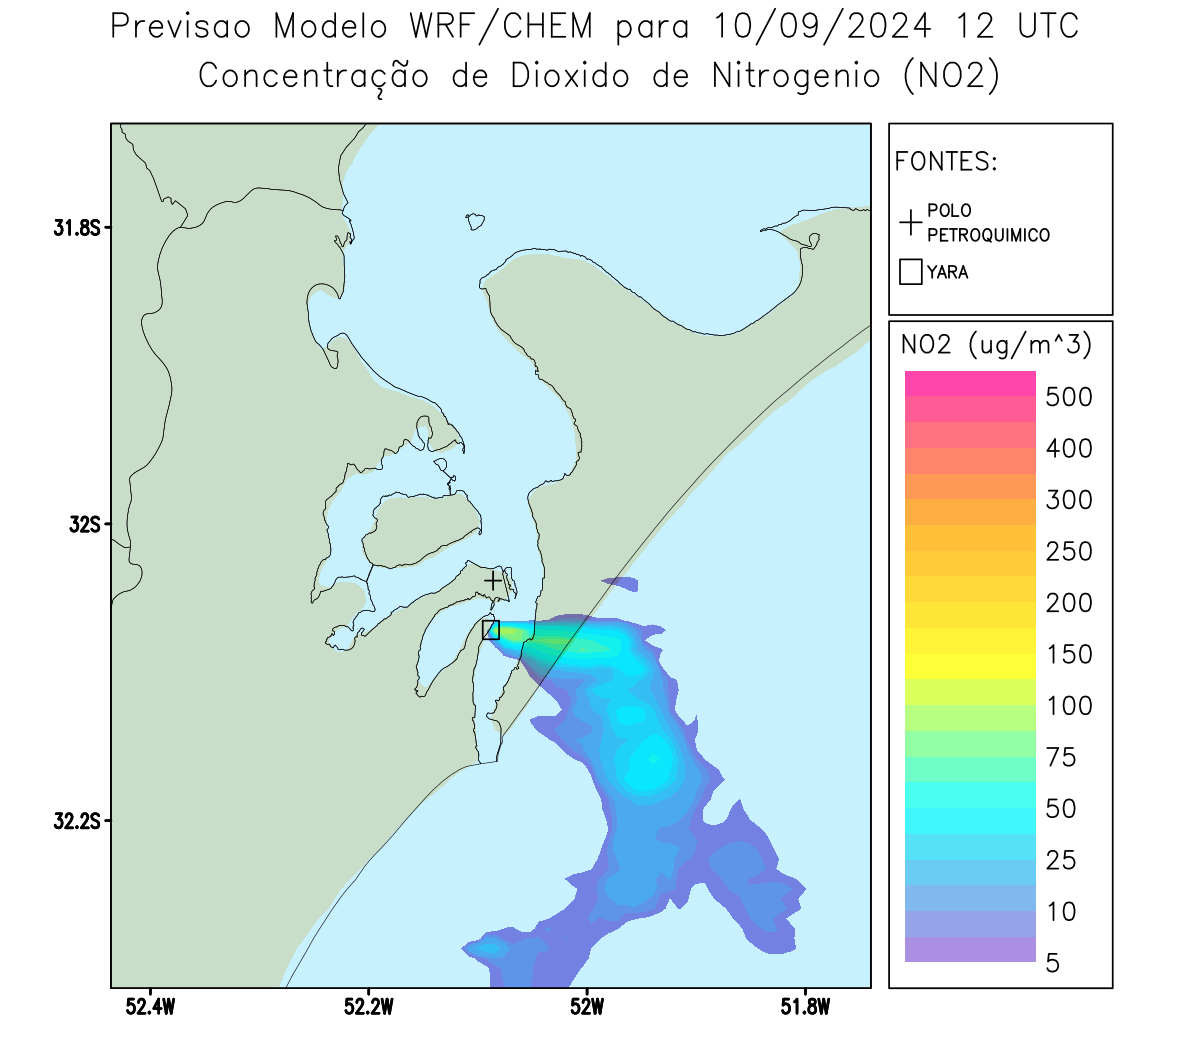 Previsao Modelo WRF/CHEM para 10/09/2024 12 UTC
Concentração de Dioxido de Nitrogenio (NO2)
FONTES:
POLO
PETROQUIMICO
YARA
NO2 (ug/m^3)
500
400
300
250
200
150
100
75
50
25
10
5
31.8S
32S
32.2S
52.4W
52.2W
52W
51.8W